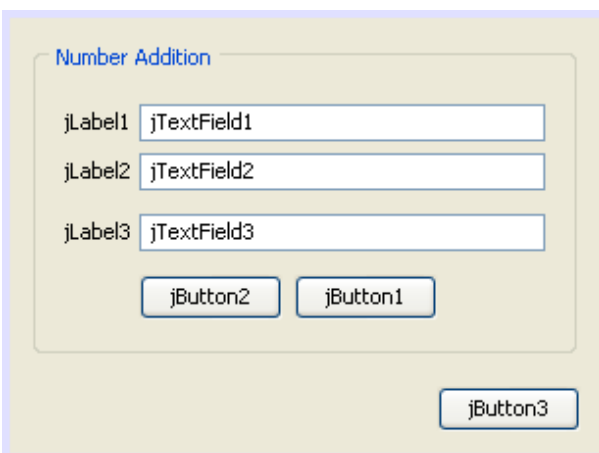 Number Addition
jLabel1 jTextField1
jLabel2 jTextField2
jLabel3 jTextField3
jButton2 jButton1
jButton3